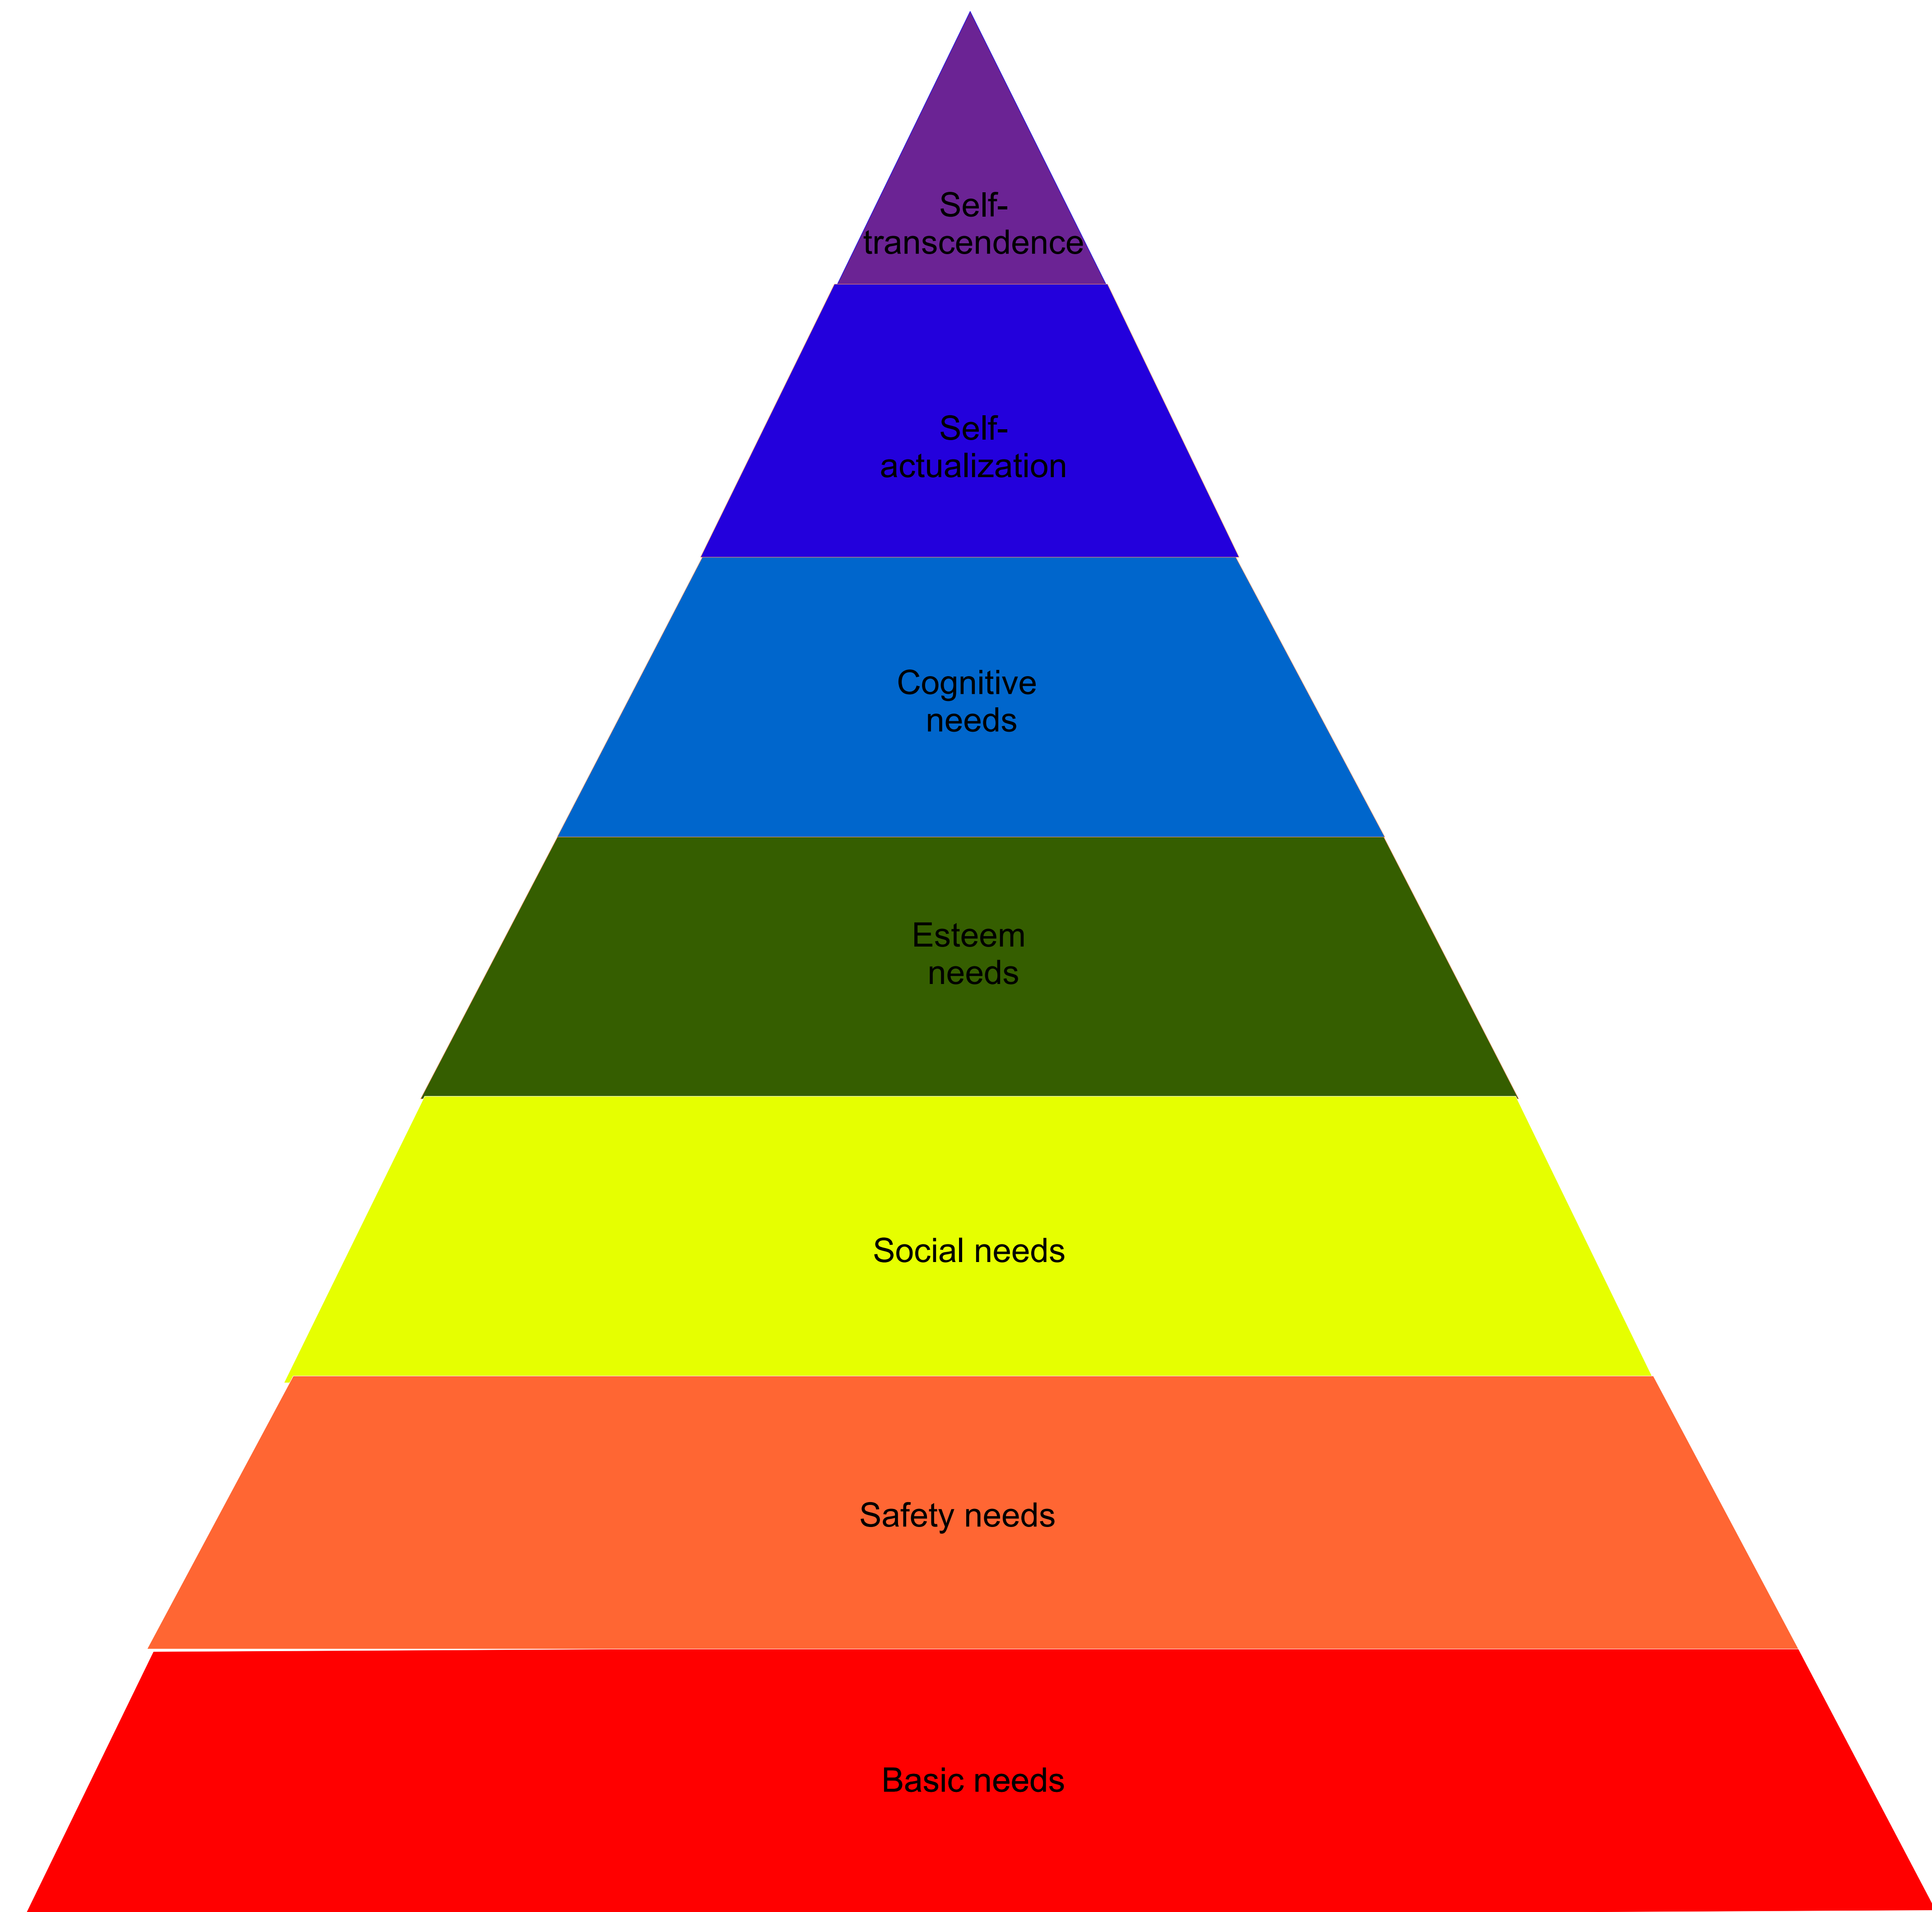 Self-
transcendence
Self-
actualization
Cognitive
needs
Esteem
needs
Social needs
Safety needs
Basic needs